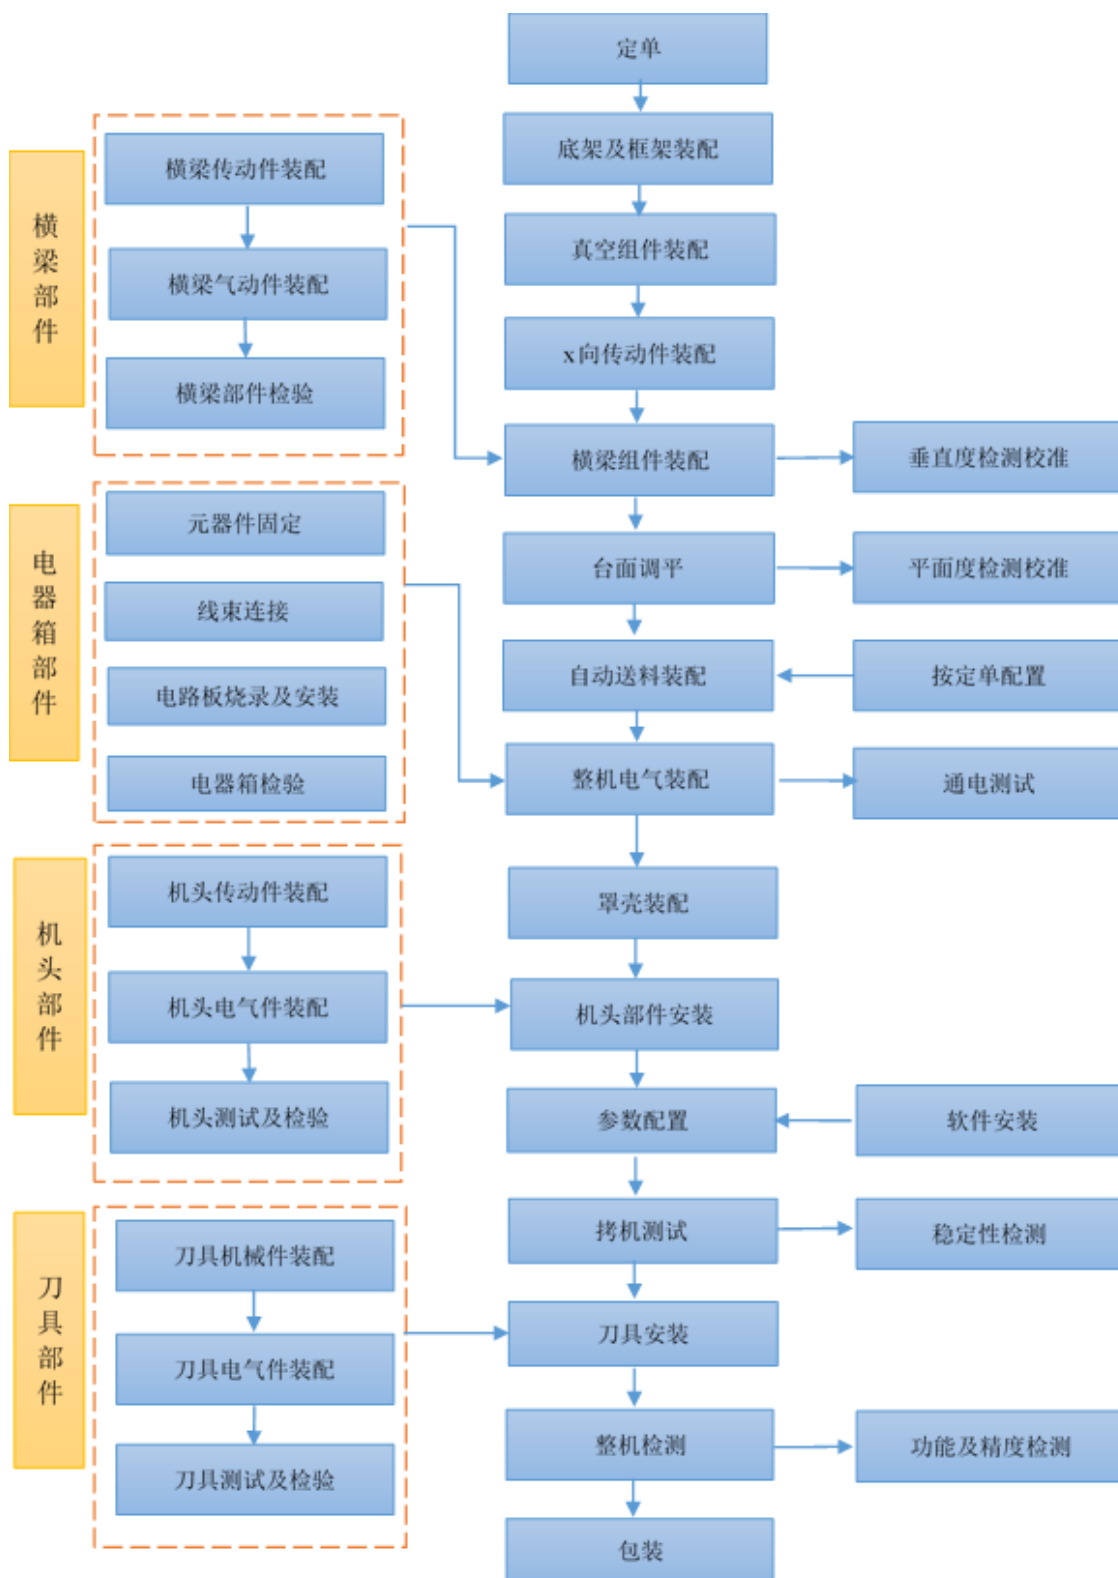 定单
底架及框架装配
真空组件装配
x向传动件装配
横梁组件装配
垂直度检测校准
台面调平
平面度检测校准
自动送料装配
按定单配置
整机电气装配
通电测试
罩壳装配
机头部件安装
参数配置
软件安装
拷机测试
稳定性检测
刀具安装
整机检测
功能及精度检测
包装
横梁部件
横梁传动件装配
横梁气动件装配
横梁部件检验
电器箱部件
元器件固定
线束连接
电路板烧录及安装
电器箱检验
机头部件
机头传动件装配
机头电气件装配
机头测试及检验
刀具部件
刀具机械件装配
刀具电气件装配
刀具测试及检验